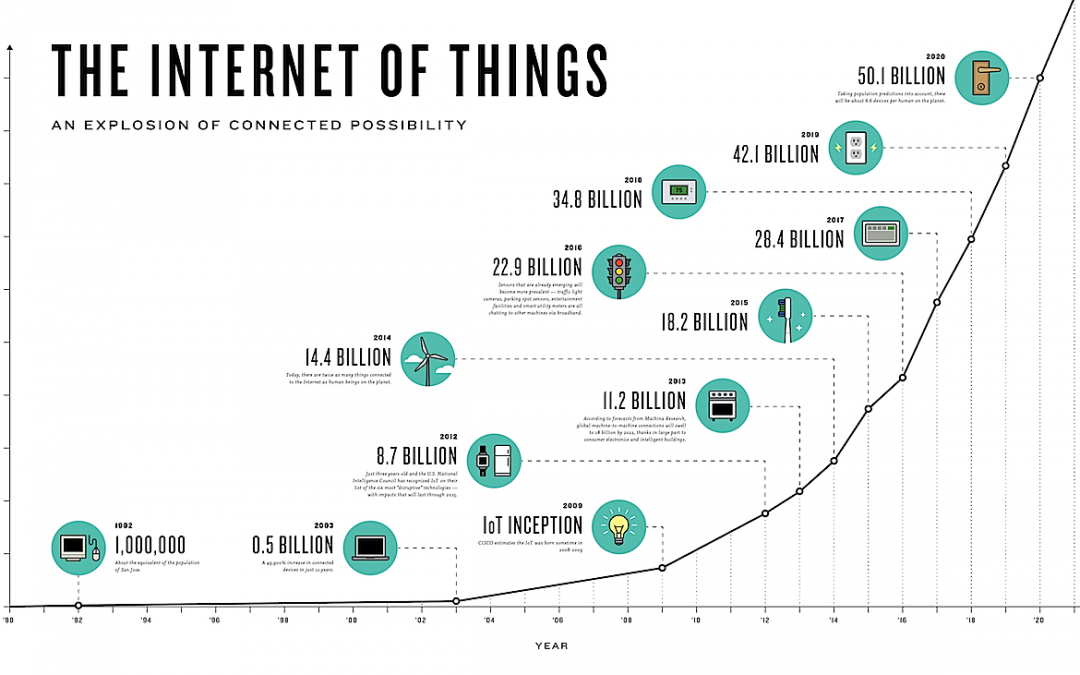 THE INTERNET OF THINGS
AN EXPLOSION OF CONNECTED POSSIBILITY
2020
50.1 BILLION
Taking population predictions into account, there
will be about 6.6 devices per human on the planet.
2019
42.1 BILLION
2018
34.8 BILLION
75
2017
28.4 BILLION
2016
22.9 BILLION
Sensors that are already emerging will
become more prevalent — traffic light
cameras, parking spot sensors, entertainment
facilities and smart utility meters are all
chatting to other machines via broadband.
2015
18.2 BILLION
2014
14.4 BILLION
Today, there are twice as many things connected
to the Internet as human beings on the planet.
2013
11.2 BILLION
According to forecasts from Machina Research,
global machine-to-machine connections will swell
to 18 billion by 2022, thanks in large part to
consumer electronics and intelligent buildings.
2012
8.7 BILLION
Just three years old and the U.S. National
Intelligence Council has recognized IoT on their
list of the six most "disruptive" technologies —
with impacts that will last through 2025.
2009
IoT INCEPTION
CISCO estimates the IoT was born sometime in
2008-2009.
2003
0.5 BILLION
increase in connected
devices in just 11 years.
1992
1,000,000
About the equivalent of the population
of San Jose.
'90 '92 '94 '96 '98 '00 '02 '04 '06 '08 '10 '12 '14 '16 '18 '20
YEAR